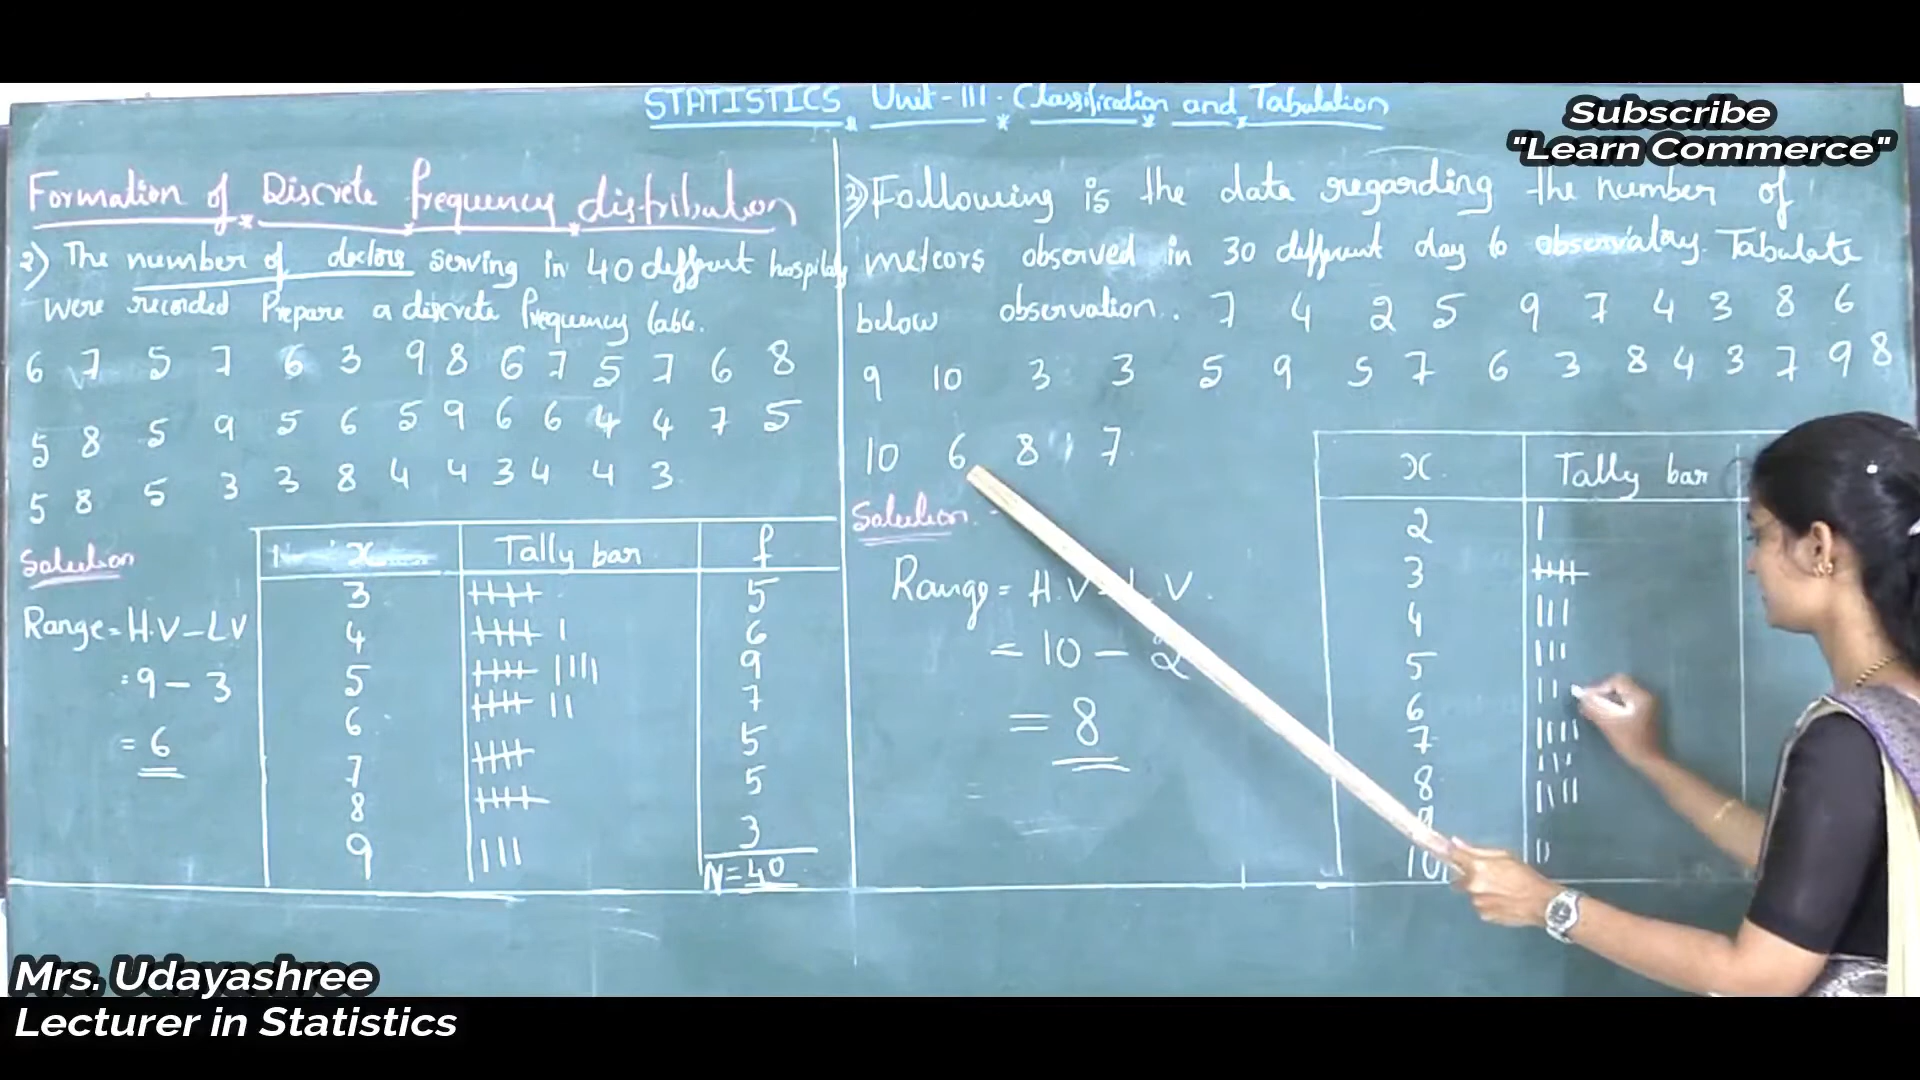 STATISTICS Unit-III. Classification and Tabulation
Subscribe
"Learn Commerce"
Formation of Discrete frequency distribution
2) The number of doctors serving in 40 different hospitals
were recorded Prepare a discrete frequency table.
6 7 5 7 6 3 9 8 6 7 5 7 6 8
5 8 5 9 5 6 5 9 6 6 4 4 7 5
5 8 5 3 3 8 4 4 3 4 4 3
Solution
Range = H.V - L.V
= 9 - 3
= 6
x Tally bar f
3 𝍸 5
4 𝍸 | 6
5 𝍸 |||| 9
6 𝍸 || 7
7 𝍸 5
8 𝍸 5
9 ||| 3
N = 40
3) Following is the data regarding the number of
meteors observed in 30 different day to observatory. Tabulate
below observation. 7 4 2 5 9 7 4 3 8 6
9 10 3 3 5 9 5 7 6 3 8 4 3 7 9 8
10 6 8 7
Solution
Range = H.V - L.V.
= 10 - 2
= 8
x Tally bar
2 |
3 𝍸
4 |||
5 |||
6 ||
7 ||||
8 |||
9 ||||
10 ||
Mrs. Udayashree
Lecturer in Statistics